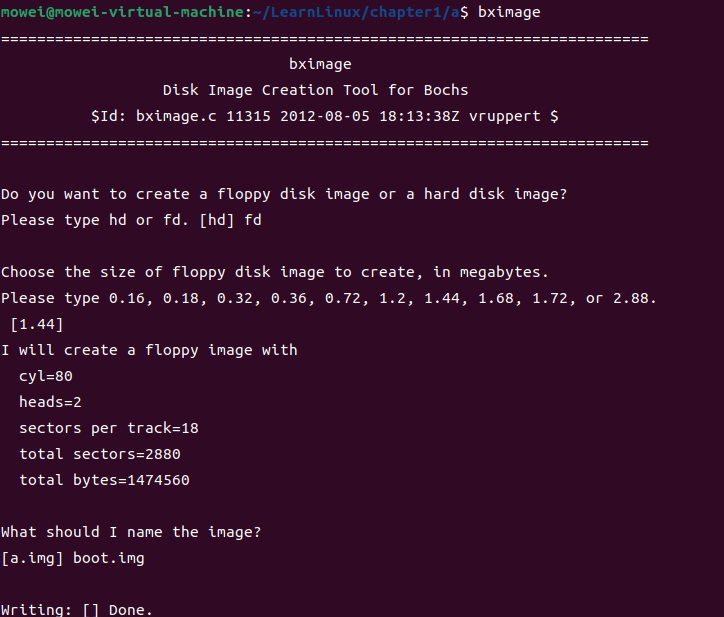 mowei@mowei-virtual-machine:~/LearnLinux/chapter1/a$ bximage
========================================================================
bximage
Disk Image Creation Tool for Bochs
$Id: bximage.c 11315 2012-08-05 18:13:38Z vruppert $
========================================================================
Do you want to create a floppy disk image or a hard disk image?
Please type hd or fd. [hd] fd
Choose the size of floppy disk image to create, in megabytes.
Please type 0.16, 0.18, 0.32, 0.36, 0.72, 1.2, 1.44, 1.68, 1.72, or 2.88.
[1.44]
I will create a floppy image with
cyl=80
heads=2
sectors per track=18
total sectors=2880
total bytes=1474560
What should I name the image?
[a.img] boot.img
Writing: [] Done.